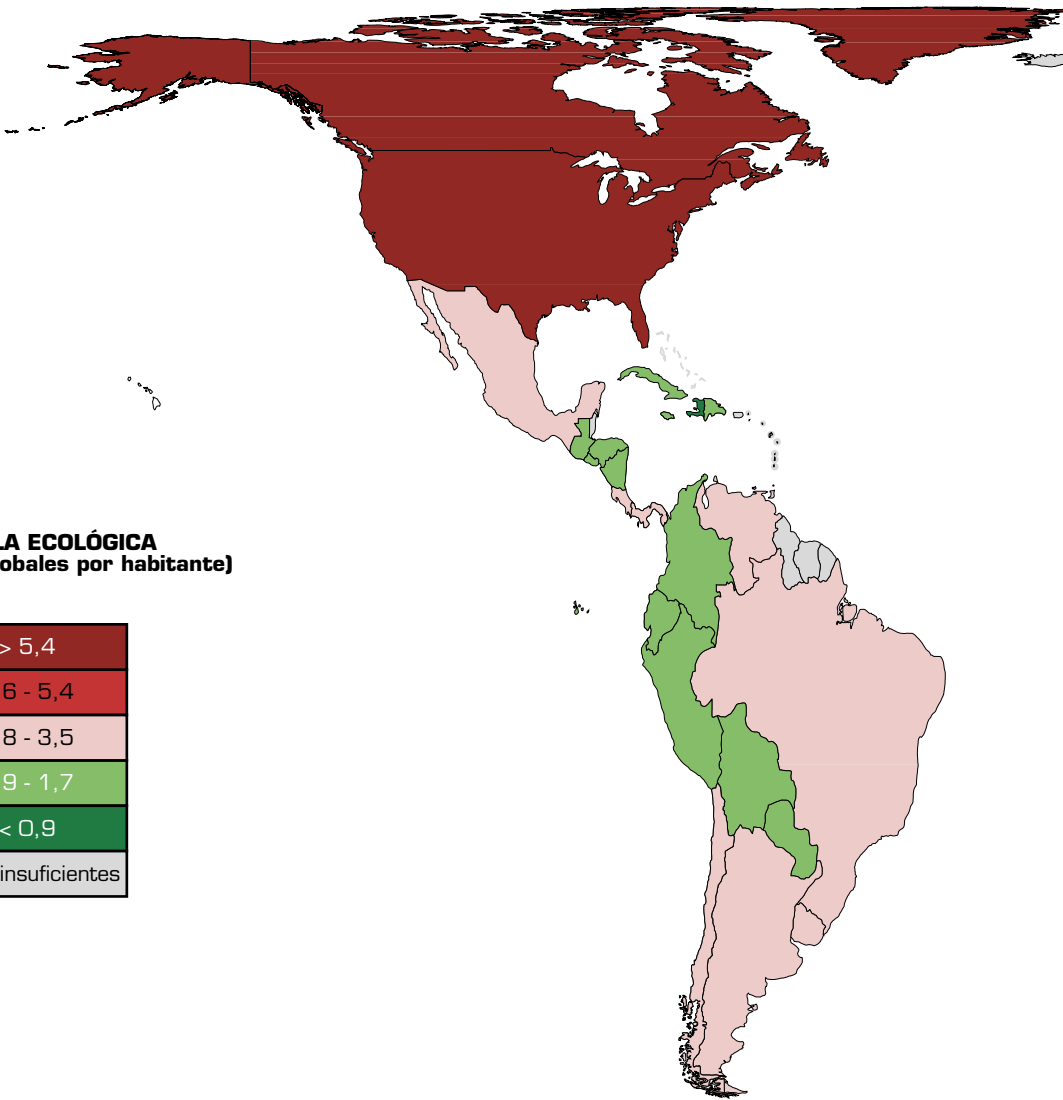 LA ECOLÓGICA
obales por habitante)
> 5,4
6 - 5,4
8 - 3,5
9 - 1,7
< 0,9
insuficientes